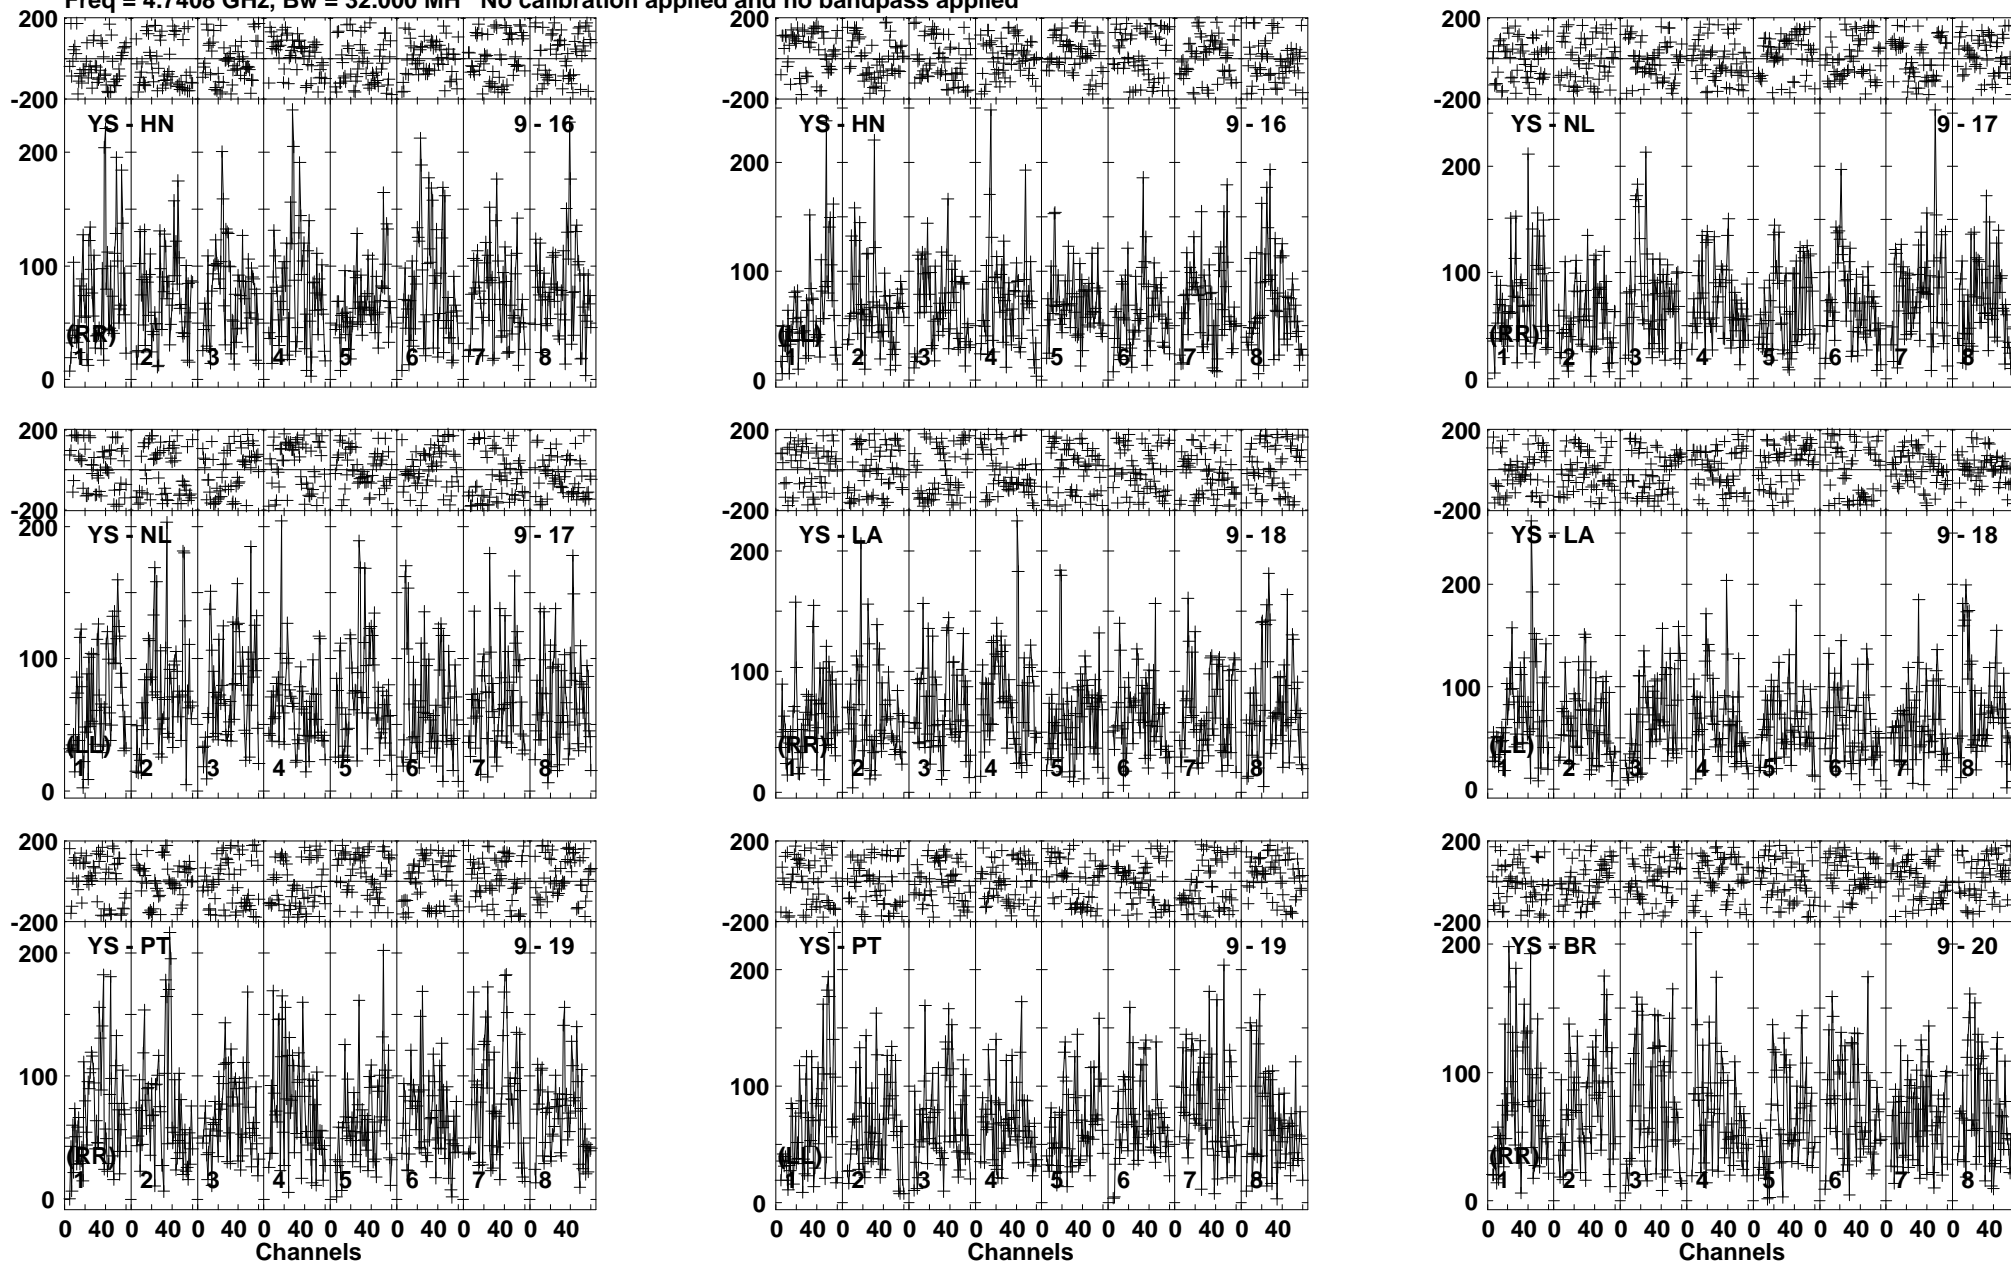 Freq = 4.7408 GHz, Bw = 32.000 MH   No calibration applied and no bandpass applied
200 200 200
-200 -200 -200
YS - HN 9 - 16 YS - HN 9 - 16 YS - NL 9 - 17
200 200 200
100 100 100
(RR) (LL) (RR)
1 2 3 4 5 6 7 8 1 2 3 4 5 6 7 8 1 2 3 4 5 6 7 8
0 0 0
200 200 200
-200 -200 -200
YS - NL 9 - 17 YS - LA 9 - 18 YS - LA 9 - 18
200 200 200
100 100 100
(LL) (RR) (LL)
1 2 3 4 5 6 7 8 1 2 3 4 5 6 7 8 1 2 3 4 5 6 7 8
0 0 0
200 200 200
-200 -200 -200
YS - PT 9 - 19 YS - PT 9 - 19 YS - BR 9 - 20
200 200 200
100 100 100
(RR) (LL) (RR)
1 2 3 4 5 6 7 8 1 2 3 4 5 6 7 8 1 2 3 4 5 6 7 8
0 0 0
0 40 0 40 0 40 0 40 0 40 0 40 0 40 0 40 0 40 0 40 0 40 0 40 0 40 0 40 0 40 0 40 0 40 0 40 0 40 0 40 0 40 0 40 0 40 0 40
Channels Channels